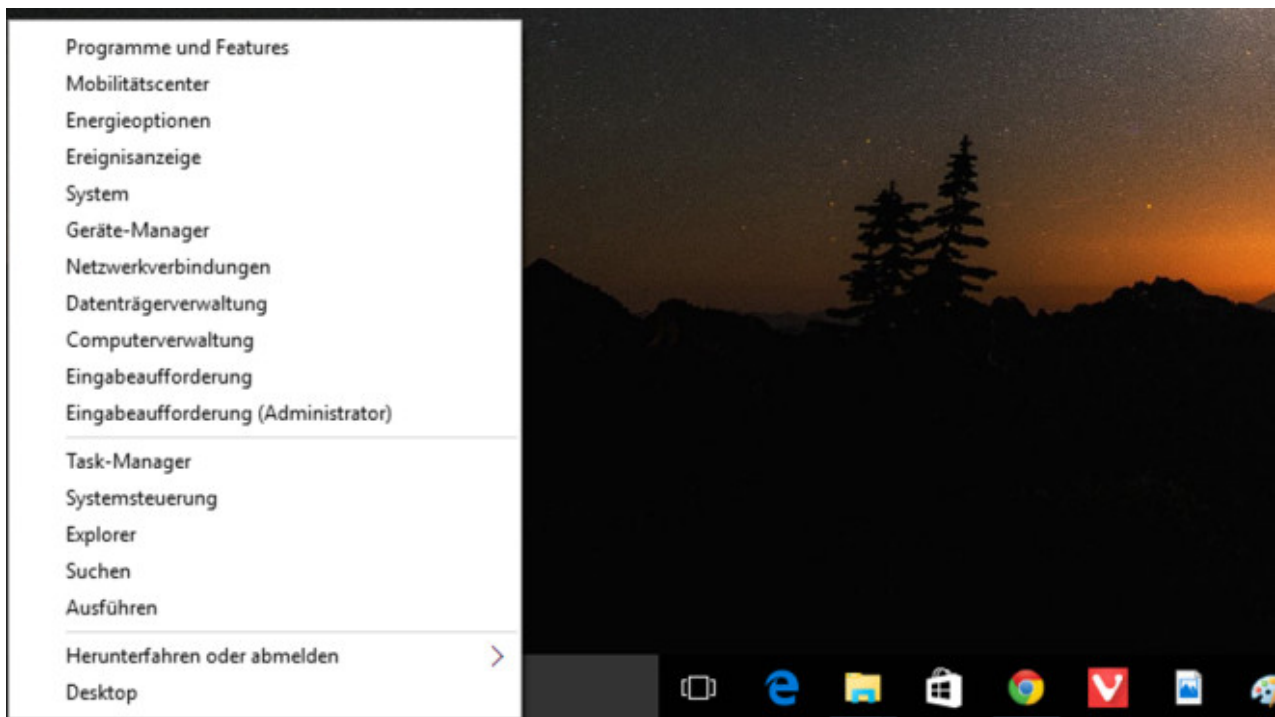 Programme und Features
Mobilitätscenter
Energieoptionen
Ereignisanzeige
System
Geräte-Manager
Netzwerkverbindungen
Datenträgerverwaltung
Computerverwaltung
Eingabeaufforderung
Eingabeaufforderung (Administrator)
Task-Manager
Systemsteuerung
Explorer
Suchen
Ausführen
Herunterfahren oder abmelden
Desktop